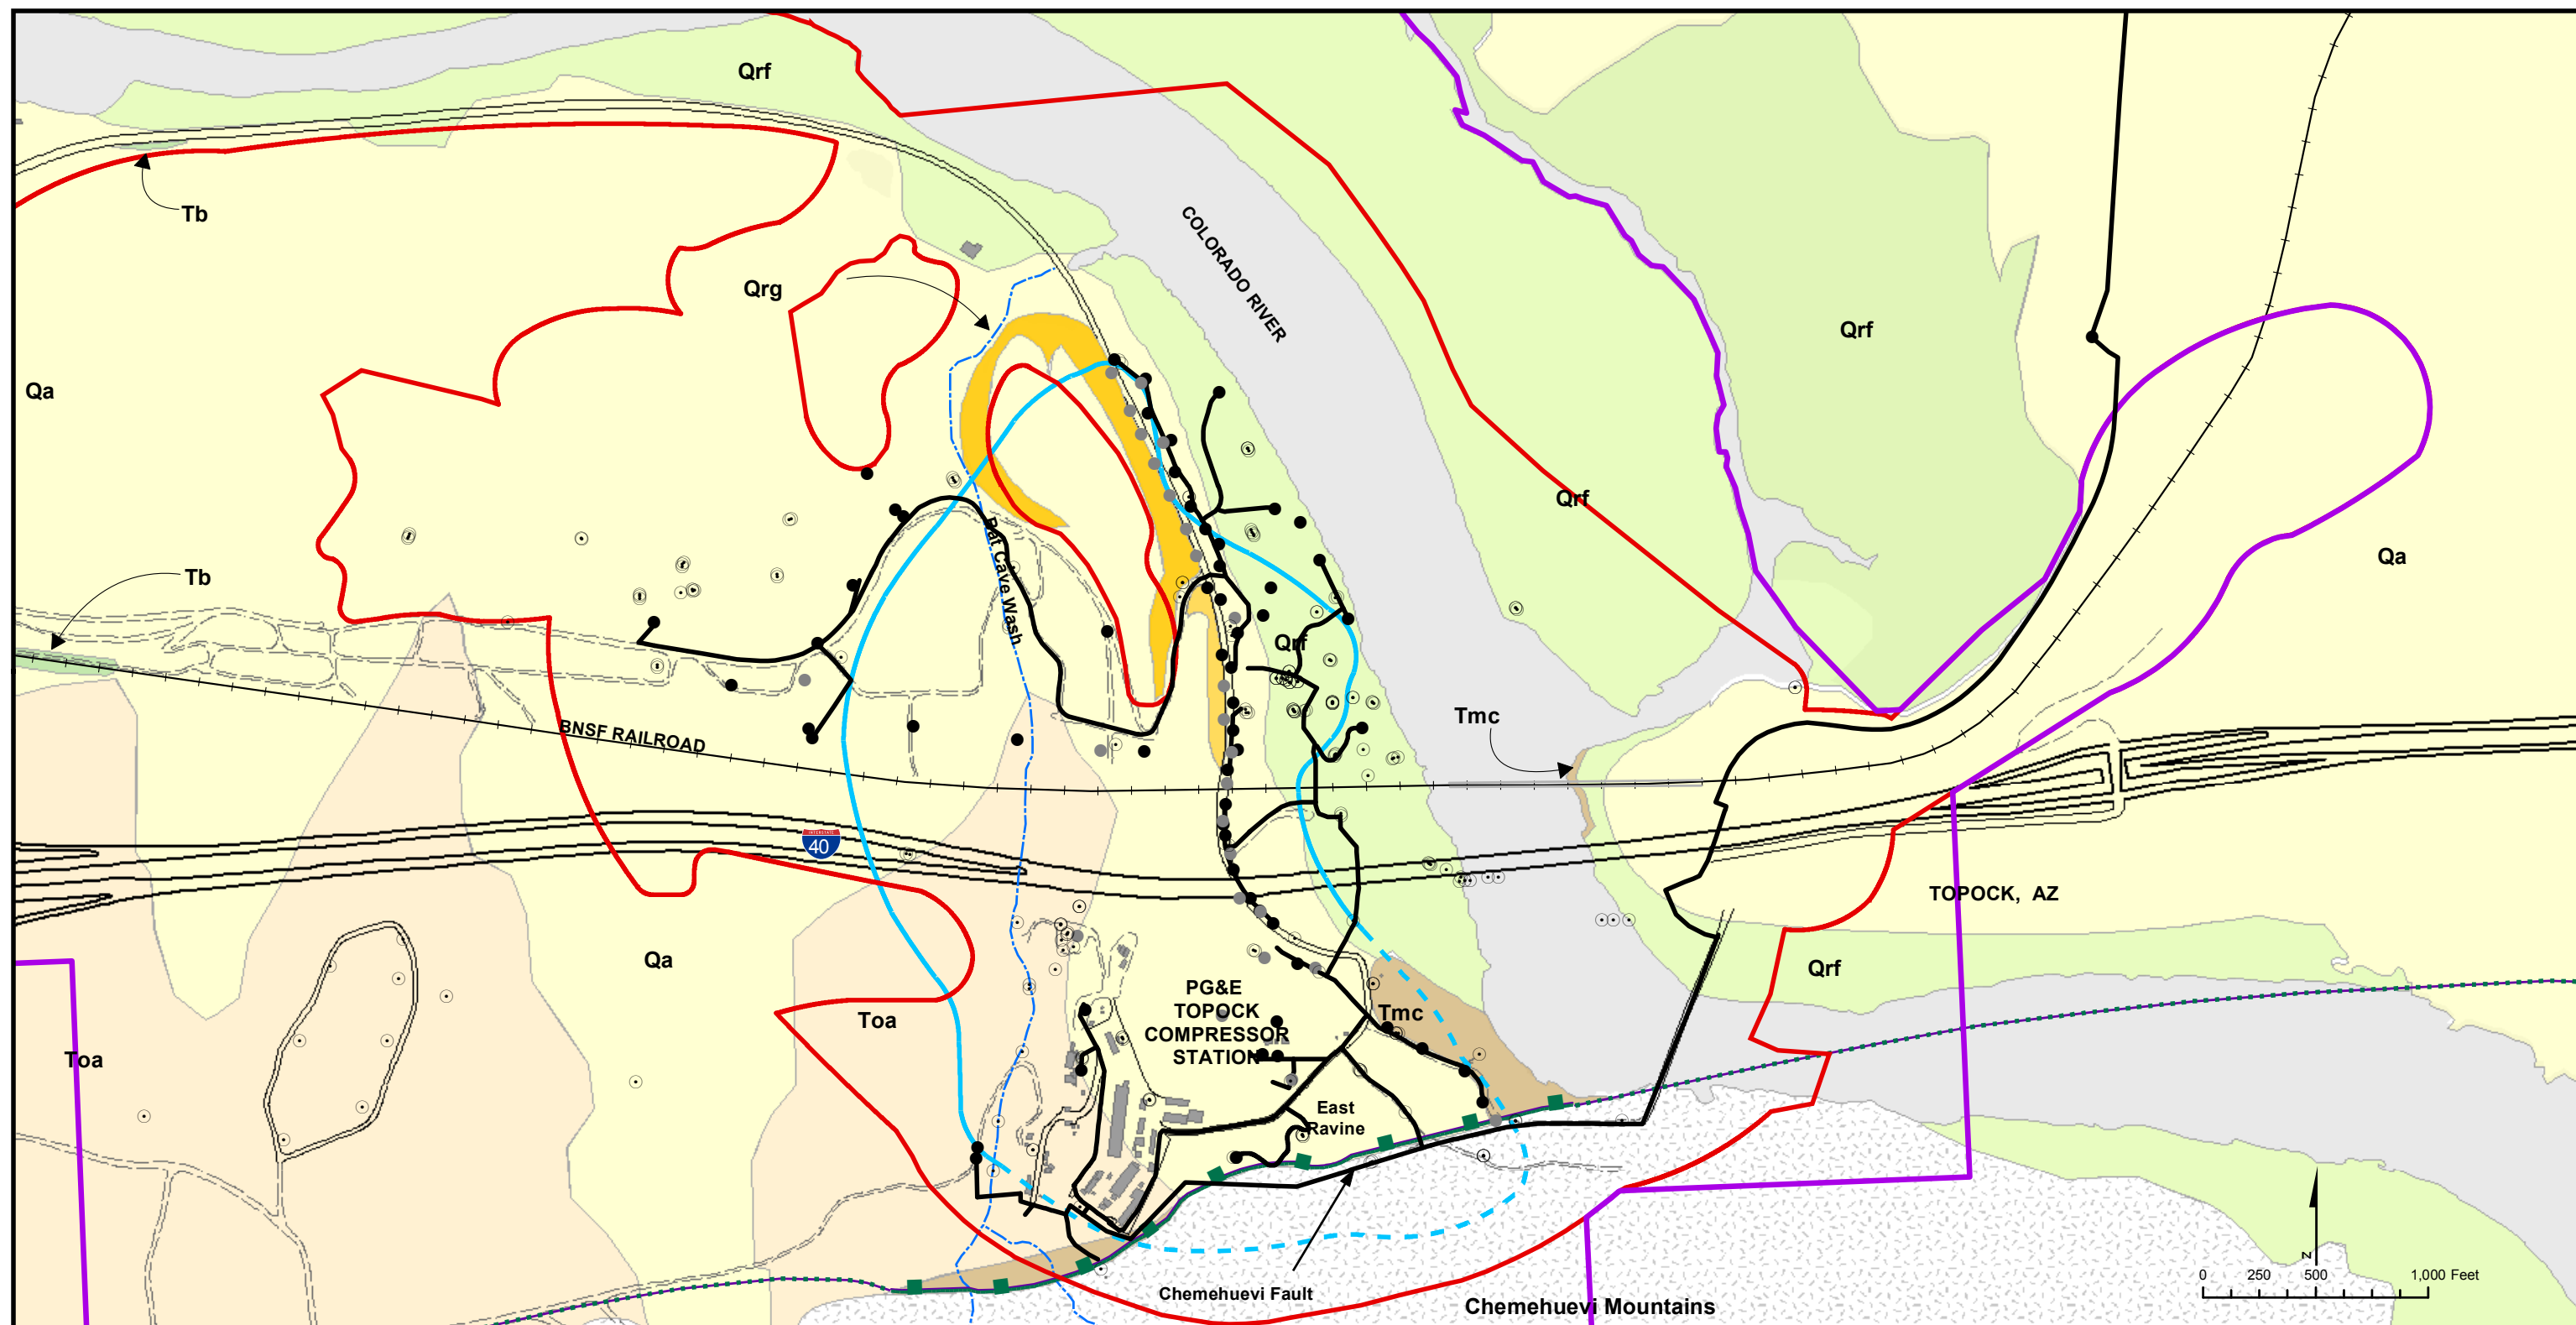 Qrf
Tb
COLORADO RIVER
Qrg
Qrf
Qa
Qrf
Qa
Tb
Bat Cave Wash
Qrf
Tmc
BNSF RAILROAD
INTERSTATE
40
TOPOCK, AZ
Qa
Qrf
PG&E
TOPOCK
COMPRESSOR
STATION
Toa
Tmc
Toa
East
Ravine
Z
0 250 500 1,000 Feet
Chemehuevi Fault
Chemehuevi Mountains